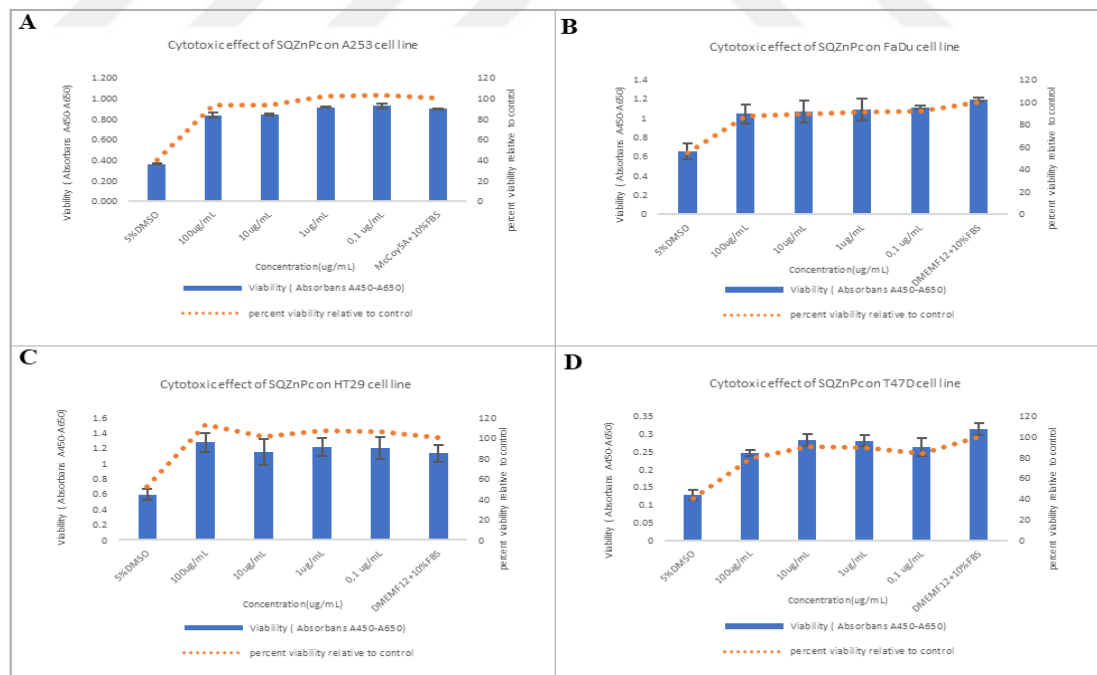 A
Cytotoxic effect of SQZnPc on A253 cell line
Viability ( Absorbans A450-A650)
1.200
1.000
0.800
0.600
0.400
0.200
0.000
120
100
80
60
40
20
0
percent viability relative to control
5%DMSO
100ug/mL
10ug/mL
1ug/mL
0,1 ug/mL
McCoy5A+10%FBS
Concentration(ug/mL)
Viability ( Absorbans A450-A650)
percent viability relative to control
B
Cytotoxic effect of SQZnPc on FaDu cell line
Viability ( Absorbans A450-A650)
1.4
1.2
1
0.8
0.6
0.4
0.2
0
120
100
80
60
40
20
0
percent viability relative to control
5%DMSO
100ug/mL
10ug/mL
1ug/mL
0,1 ug/mL
DMEMF12+10%FBS
Concentration(ug/mL)
Viability ( Absorbans A450-A650)
percent viability relative to control
C
Cytotoxic effect of SQZnPc on HT29 cell line
Viability ( Absorbans A450-A650)
1.6
1.4
1.2
1
0.8
0.6
0.4
0.2
0
120
100
80
60
40
20
0
percent viability relative to control
5%DMSO
100ug/mL
10ug/mL
1ug/mL
0,1 ug/mL
DMEMF12+10%FBS
Concentration(ug/mL)
Viability ( Absorbans A450-A650)
percent viability relative to control
D
Cytotoxic effect of SQZnPc on T47D cell line
Viability ( Absorbans A450-A650)
0.35
0.3
0.25
0.2
0.15
0.1
0.05
0
120
100
80
60
40
20
0
percent viability relative to control
5%DMSO
100ug/mL
10ug/mL
1ug/mL
0,1 ug/mL
DMEMF12+10%FBS
Concentration(ug/mL)
Viability ( Absorbans A450-A650)
percent viability relative to control